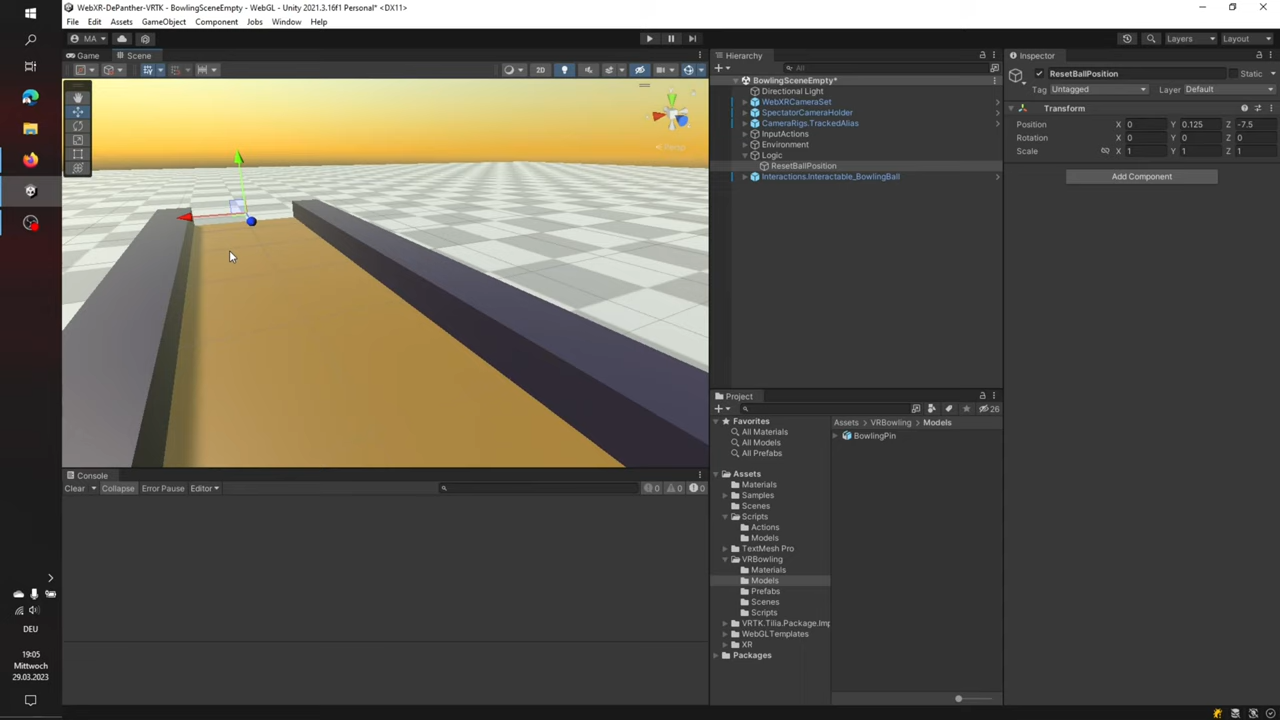 WebXR-DePanther-VRTK - BowlingSceneEmpty - WebGL - Unity 2021.3.16f1 Personal* <DX11>
File Edit Assets GameObject Component Jobs Window Help
MA
Layers Layout
Game Scene
2D
Persp
Hierarchy
All
BowlingSceneEmpty*
Directional Light
WebXRCameraSet
SpectatorCameraHolder
CameraRigs.TrackedAlias
InputActions
Environment
Logic
ResetBallPosition
Interactions.Interactable_BowlingBall
Inspector
ResetBallPosition Static
Tag Untagged Layer Default
Transform
Position X 0 Y 0.125 Z -7.5
Rotation X 0 Y 0 Z 0
Scale X 1 Y 1 Z 1
Add Component
Project
26
Favorites
All Materials
All Models
All Prefabs
Assets
Materials
Samples
Scenes
Scripts
Actions
Models
TextMesh Pro
VRBowling
Materials
Models
Prefabs
Scenes
Scripts
VRTK.Tilia.Package.Imp
WebGLTemplates
XR
Packages
Assets VRBowling Models
BowlingPin
Console
Clear Collapse Error Pause Editor
0 0 0
DEU
19:05
Mittwoch
29.03.2023